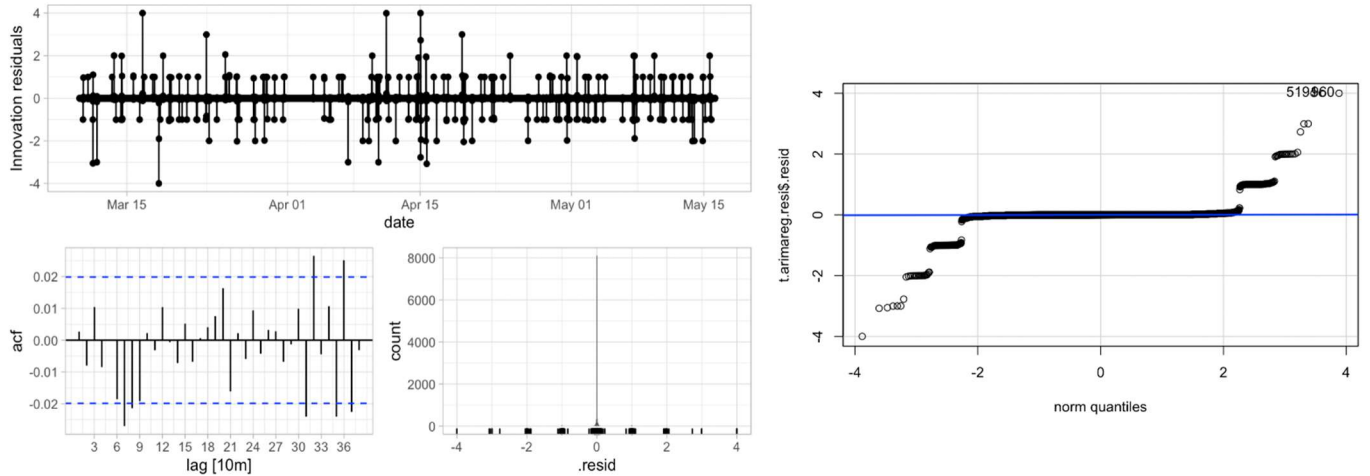 Innovation residuals
4
2
0
-2
-4
Mar 15
Apr 01
Apr 15
May 01
May 15
date
acf
0.02
0.01
0.00
-0.01
-0.02
3 6 9 12 15 18 21 24 27 30 33 36
lag [10m]
count
8000
6000
4000
2000
0
-4 -2 0 2 4
.resid
t.arimareg.resi$.resid
4
2
0
-2
-4
-4 -2 0 2 4
norm quantiles